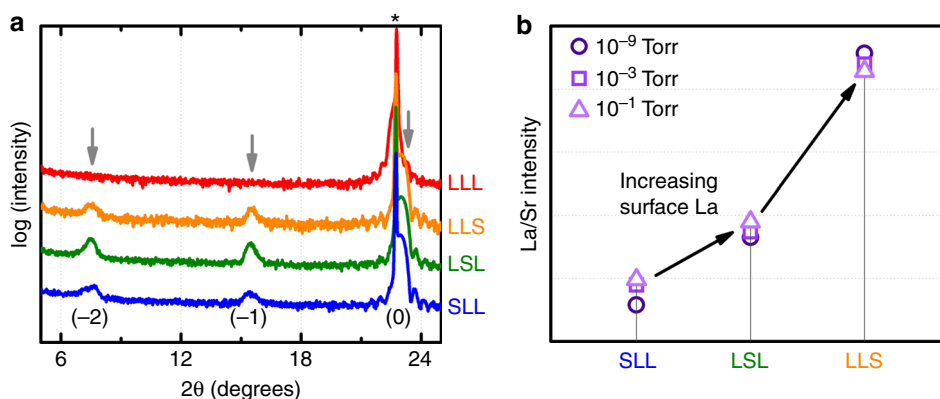 a
*
log (intensity)
LLL
LLS
LSL
SLL
(–2)
(–1)
(0)
6
12
18
24
2θ (degrees)
b
10⁻⁹ Torr
10⁻³ Torr
10⁻¹ Torr
La/Sr intensity
Increasing
surface La
SLL
LSL
LLS